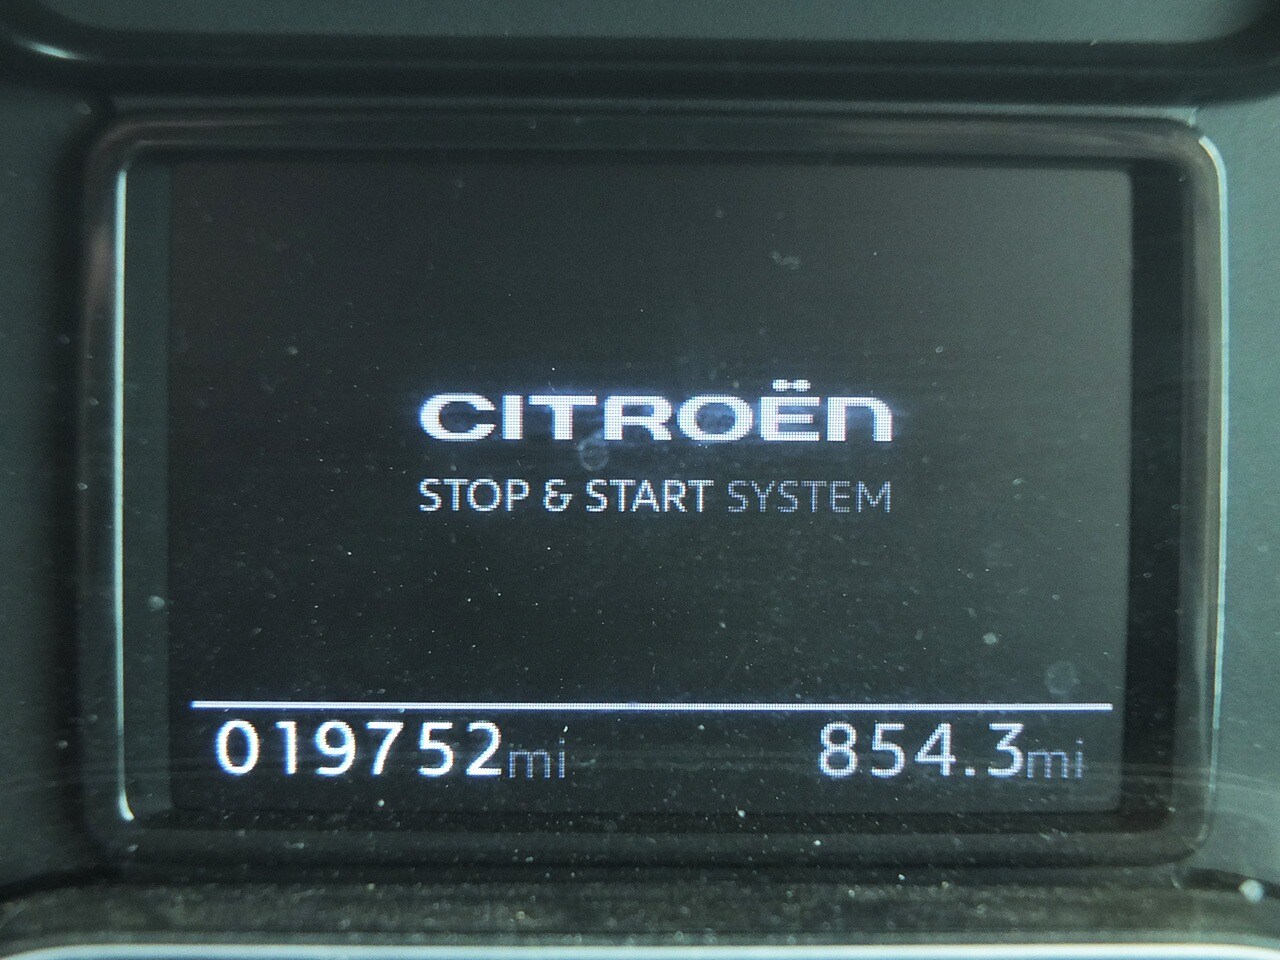 CITROËN
STOP & START SYSTEM
019752mi 854.3mi